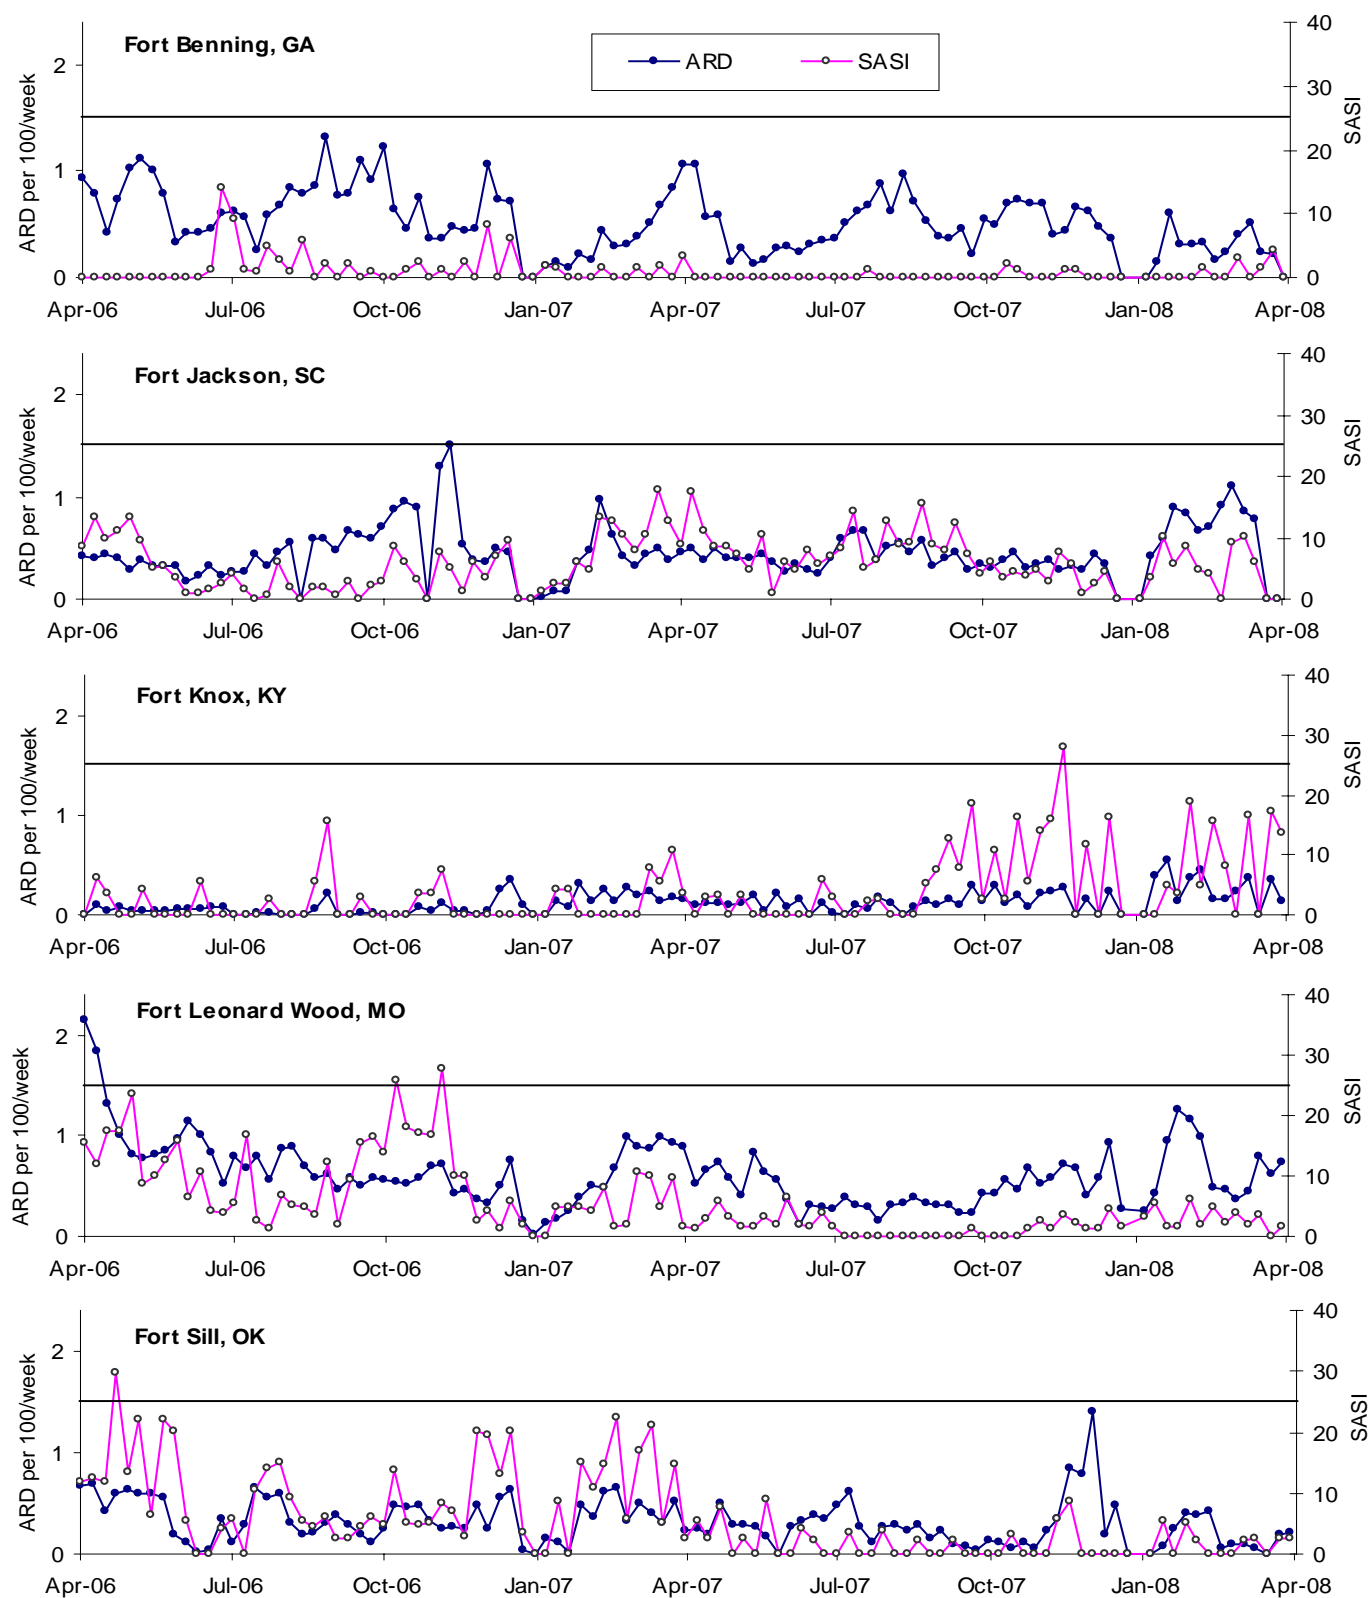 Fort Benning, GA
ARD
SASI
ARD per 100/week
2
1
0
40
30
20
10
0
SASI
Apr-06
Jul-06
Oct-06
Jan-07
Apr-07
Jul-07
Oct-07
Jan-08
Apr-08
Fort Jackson, SC
ARD per 100/week
2
1
0
40
30
20
10
0
SASI
Apr-06
Jul-06
Oct-06
Jan-07
Apr-07
Jul-07
Oct-07
Jan-08
Apr-08
Fort Knox, KY
ARD per 100/week
2
1
0
40
30
20
10
0
SASI
Apr-06
Jul-06
Oct-06
Jan-07
Apr-07
Jul-07
Oct-07
Jan-08
Apr-08
Fort Leonard Wood, MO
ARD per 100/week
2
1
0
40
30
20
10
0
SASI
Apr-06
Jul-06
Oct-06
Jan-07
Apr-07
Jul-07
Oct-07
Jan-08
Apr-08
Fort Sill, OK
ARD per 100/week
2
1
0
40
30
20
10
0
SASI
Apr-06
Jul-06
Oct-06
Jan-07
Apr-07
Jul-07
Oct-07
Jan-08
Apr-08